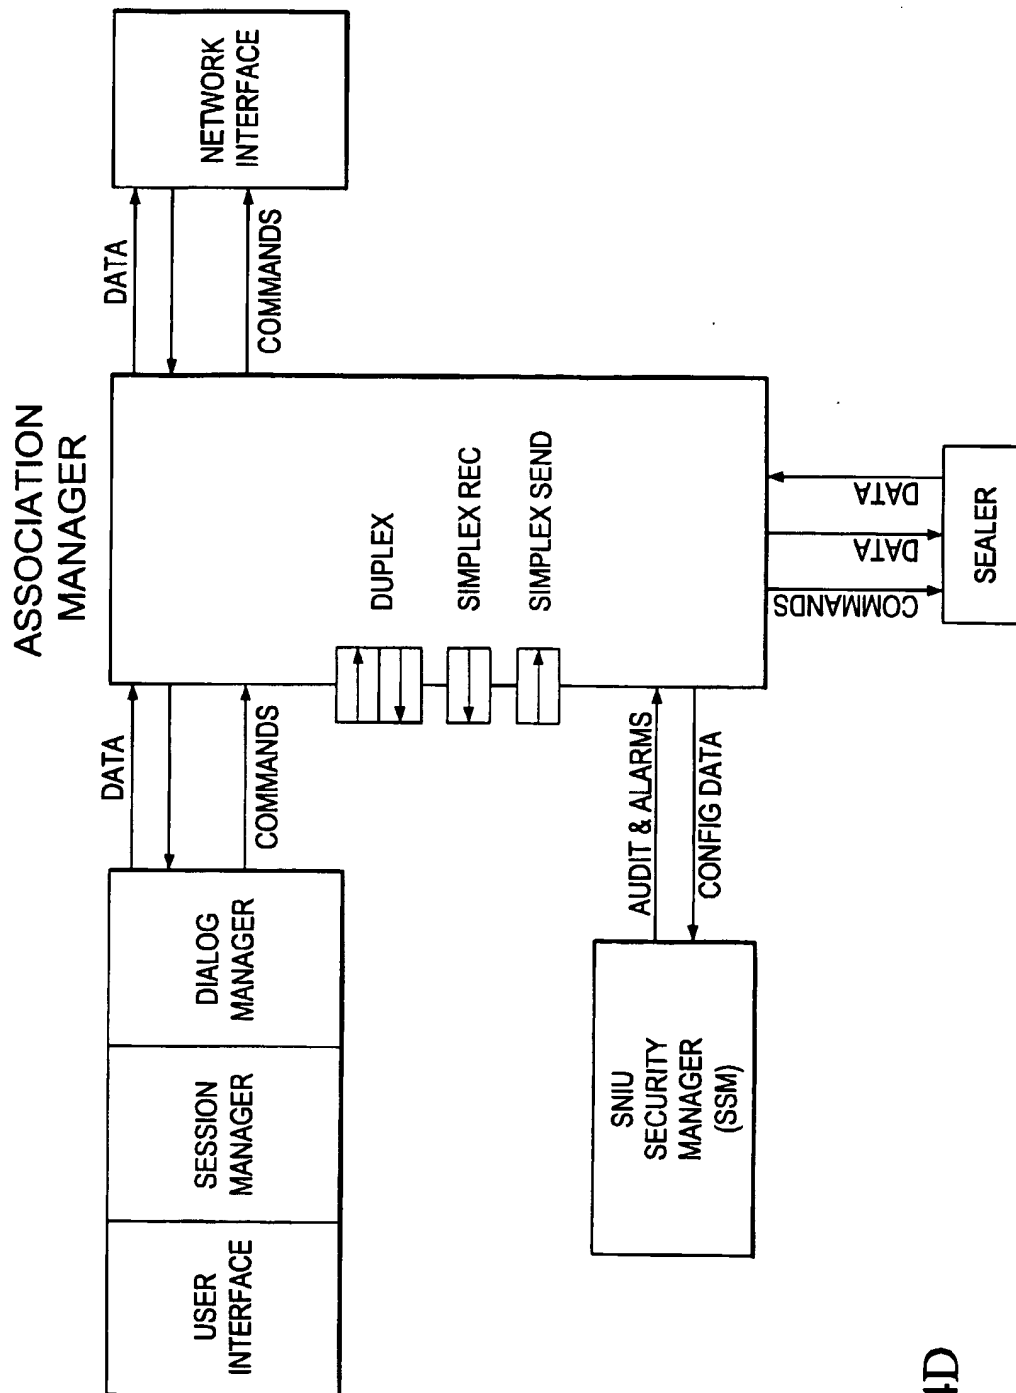 ASSOCIATION
MANAGER
USER
INTERFACE
SESSION
MANAGER
DIALOG
MANAGER
DATA
COMMANDS
DUPLEX
SIMPLEX REC
SIMPLEX SEND
DATA
COMMANDS
NETWORK
INTERFACE
SNIU
SECURITY
MANAGER
(SSM)
AUDIT & ALARMS
CONFIG DATA
COMMANDS
DATA
DATA
SEALER